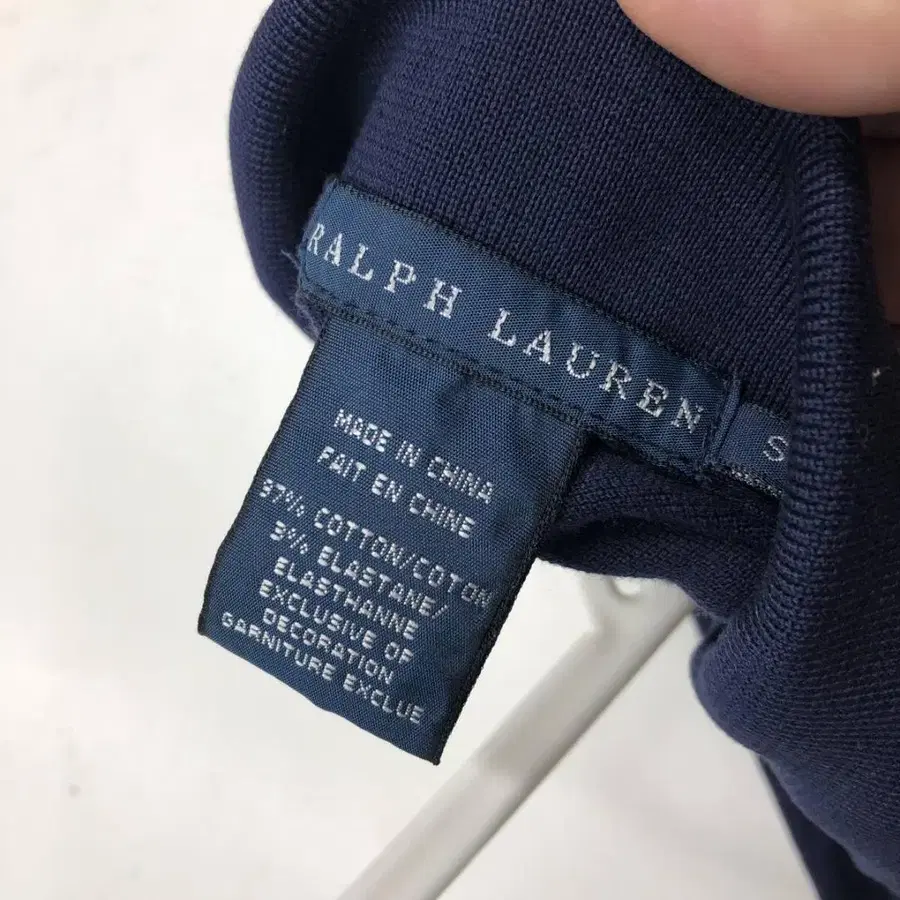 RALPH LAUREN
S
MADE IN CHINA
FAIT EN CHINE
97% COTTON/COTON
3% ELASTANE/
ELASTHANNE
EXCLUSIVE OF
DECORATION
GARNITURE EXCLUE